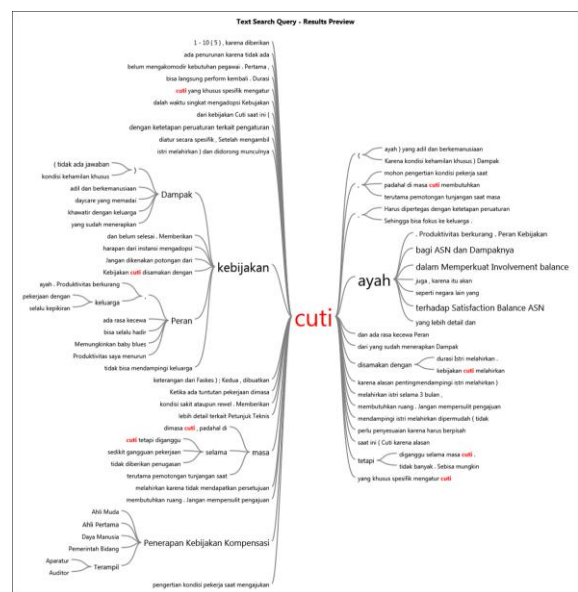 Text Search Query - Results Preview
1 - 10 ( 5 ) , karena diberikan
ada penurunan karena tidak ada
belum mengakomodir kebutuhan pegawai . Pertama ,
bisa langsung perform kembali . Durasi
cuti yang khusus spesifik mengatur
dalah waktu singkat mengadopsi Kebijakan
dari kebijakan Cuti saat ini (
dengan ketetapan peruaturan terkait pengaturan
diatur secara spesifik , Setelah mengambil
istri melahirkan ) dan didorong munculnya
( tidak ada jawaban
kondisi kehamilan khusus
)
adil dan berkemanusiaan
daycare yang memadai
khawatir dengan keluarga
yang sudah menerapkan
Dampak
dan belum selesai . Memberikan
harapan dari instansi mengadopsi
Jangan dikenakan potongan dari
Kebijakan cuti disamakan dengan
kebijakan
ayah . Produktivitas berkurang
pekerjaan dengan
selalu kepikiran
keluarga
,
ada rasa kecewa
bisa selalu hadir
Memungkinkan baby blues
Produktivitas saya menurun
Peran
tidak bisa mendampingi keluarga
keterangan dari Faskes ) ; Kedua , dibuatkan
Ketika ada tuntutan pekerjaan dimasa
kondisi sakit ataupun rewel . Memberikan
lebih detail terkait Petunjuk Teknis
dimasa cuti , padahal di
cuti tetapi diganggu
sedikit gangguan pekerjaan
tidak diberikan penugasan
selama
terutama pemotongan tunjangan saat
masa
melahirkan karena tidak mendapatkan persetujuan
membutuhkan ruang . Jangan mempersulit pengajuan
Ahli Muda
Ahli Pertama
Daya Manusia
Pemerintah Bidang
Aparatur
Auditor
Terampil
Penerapan Kebijakan Kompensasi
pengertian kondisi pekerja saat mengajukan
cuti
(
ayah ) yang adil dan berkemanusiaan
Karena kondisi kehamilan khusus ) Dampak
,
mohon pengertian kondisi pekerja saat
padahal di masa cuti membutuhkan
terutama pemotongan tunjangan saat masa
.
Harus dipertegas dengan ketetapan peruaturan
Sehingga bisa fokus ke keluarga .
ayah
. Produktivitas berkurang . Peran Kebijakan
bagi ASN dan Dampaknya
dalam Memperkuat Involvement balance
juga , karena itu akan
seperti negara lain yang
terhadap Satisfaction Balance ASN
yang lebih detail dan
dan ada rasa kecewa Peran
dari yang sudah menerapkan Dampak
disamakan dengan
durasi Istri melahirkan .
kebijakan cuti melahirkan
karena alasan pentingmendampingi istri melahirkan )
melahirkan istri selama 3 bulan ,
membutuhkan ruang . Jangan mempersulit pengajuan
mendampingi istri melahirkan dipermudah ( tidak
perlu penyesuaian karena harus berpisah
saat ini ( Cuti karena alasan
tetapi
diganggu selama masa cuti .
tidak banyak . Sebisa mungkin
yang khusus spesifik mengatur cuti